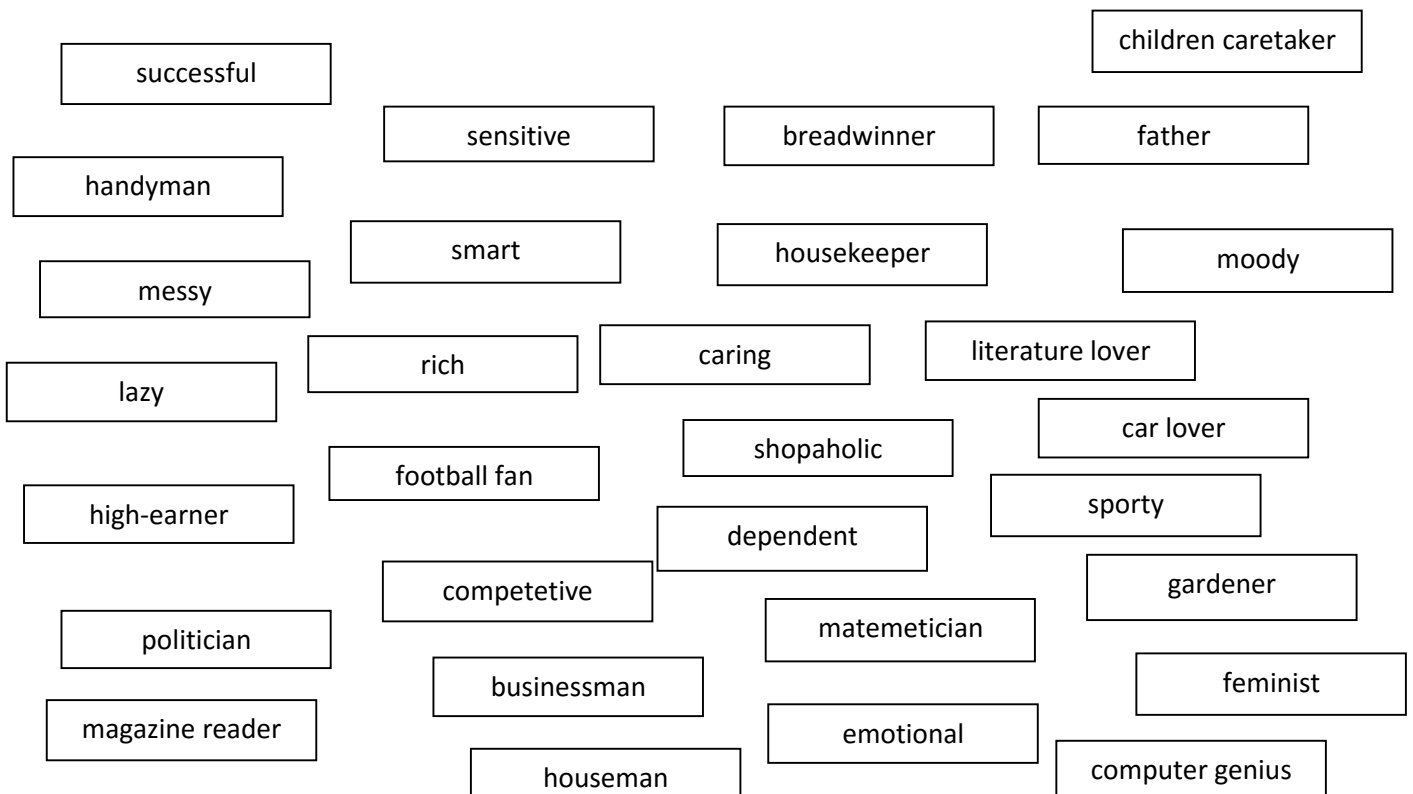 children caretaker
successful
sensitive
breadwinner
father
handyman
smart
housekeeper
moody
messy
rich
caring
literature lover
lazy
car lover
shopaholic
football fan
sporty
high-earner
dependent
competetive
gardener
matemetician
politician
businessman
feminist
magazine reader
emotional
houseman
computer genius